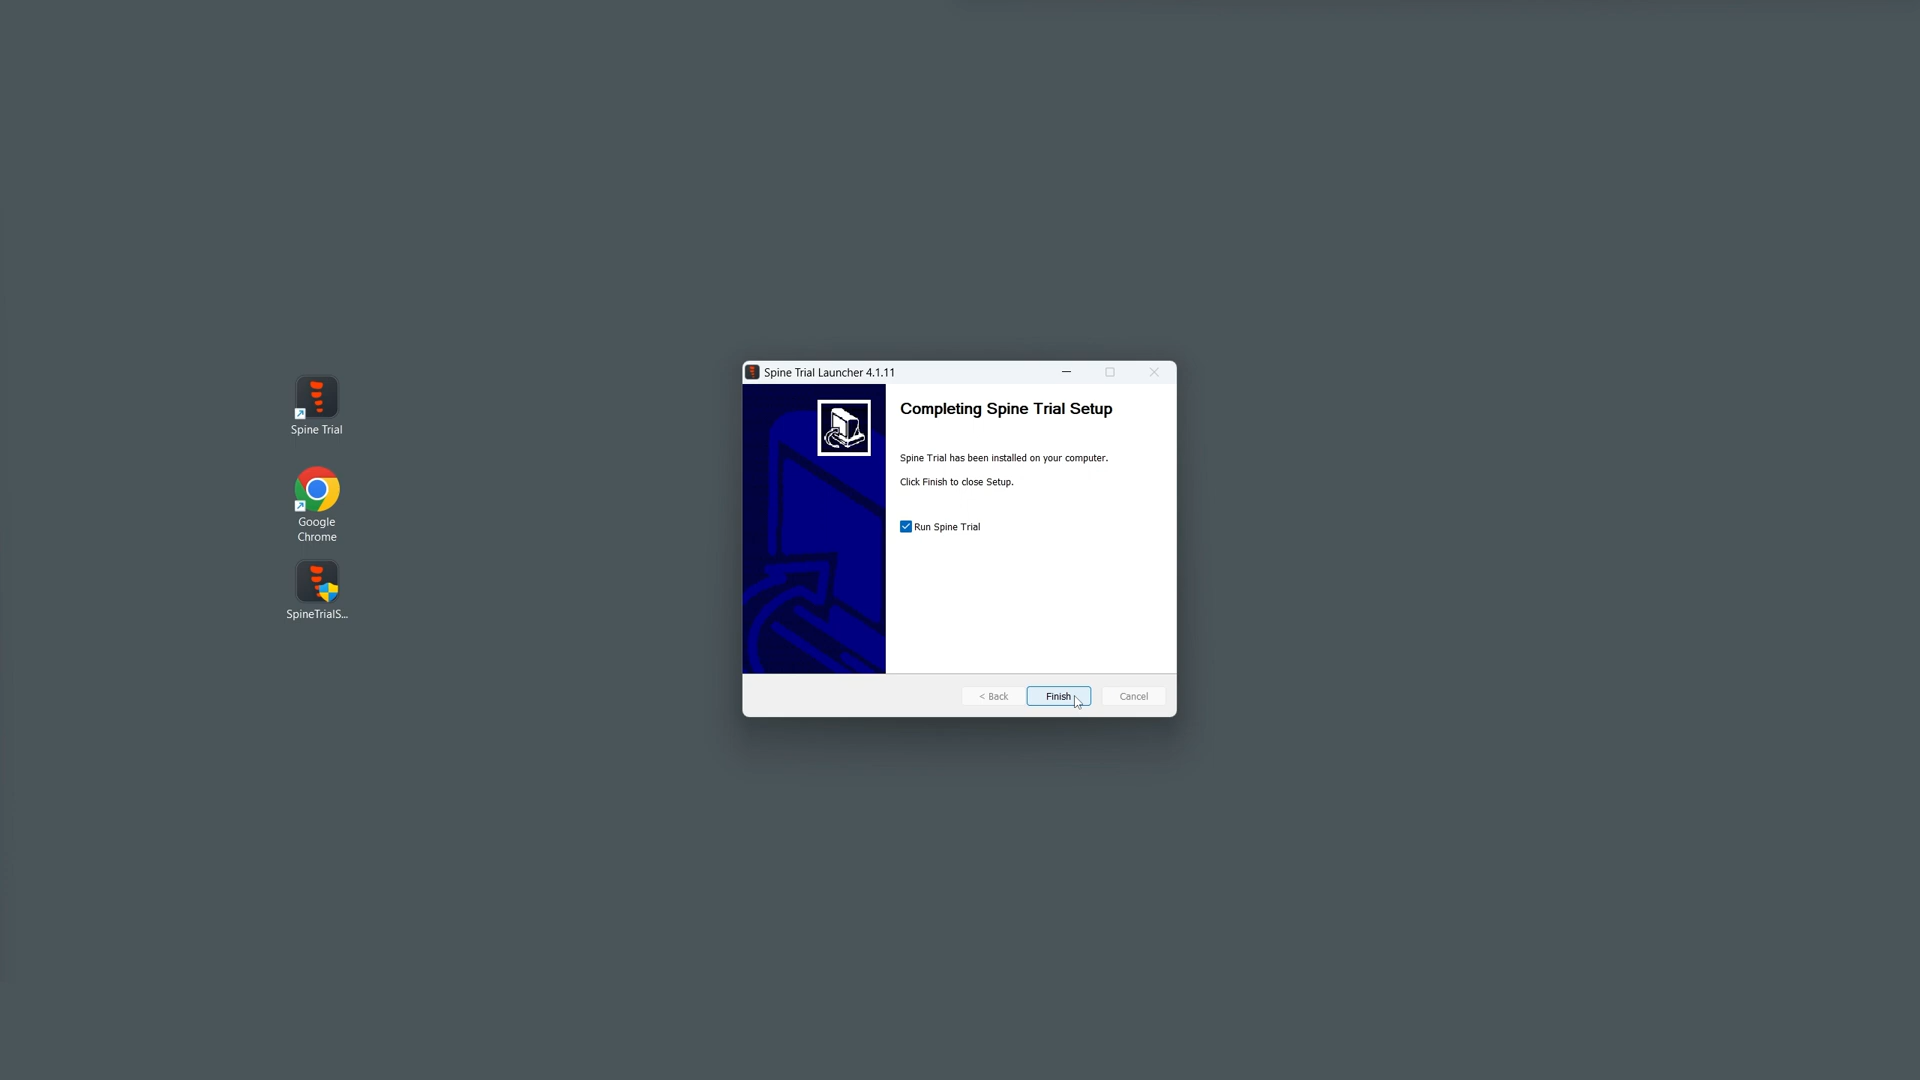 Spine Trial Launcher 4.1.11
Completing Spine Trial Setup
Spine Trial has been installed on your computer.
Click Finish to close Setup.
Run Spine Trial
< Back
Finish
Cancel
Spine Trial
Google
Chrome
SpineTrialS...